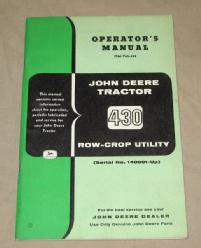 OPERATOR'S
MANUAL
JOHN DEERE
TRACTOR
430
ROW-CROP UTILITY
(Serial No. 140001-Up)
This manual
contains correct
information
about the operation,
periodic lubrication
and service for
your John Deere
Tractor
For the best service see your
JOHN DEERE DEALER
Use Only Genuine John Deere Parts